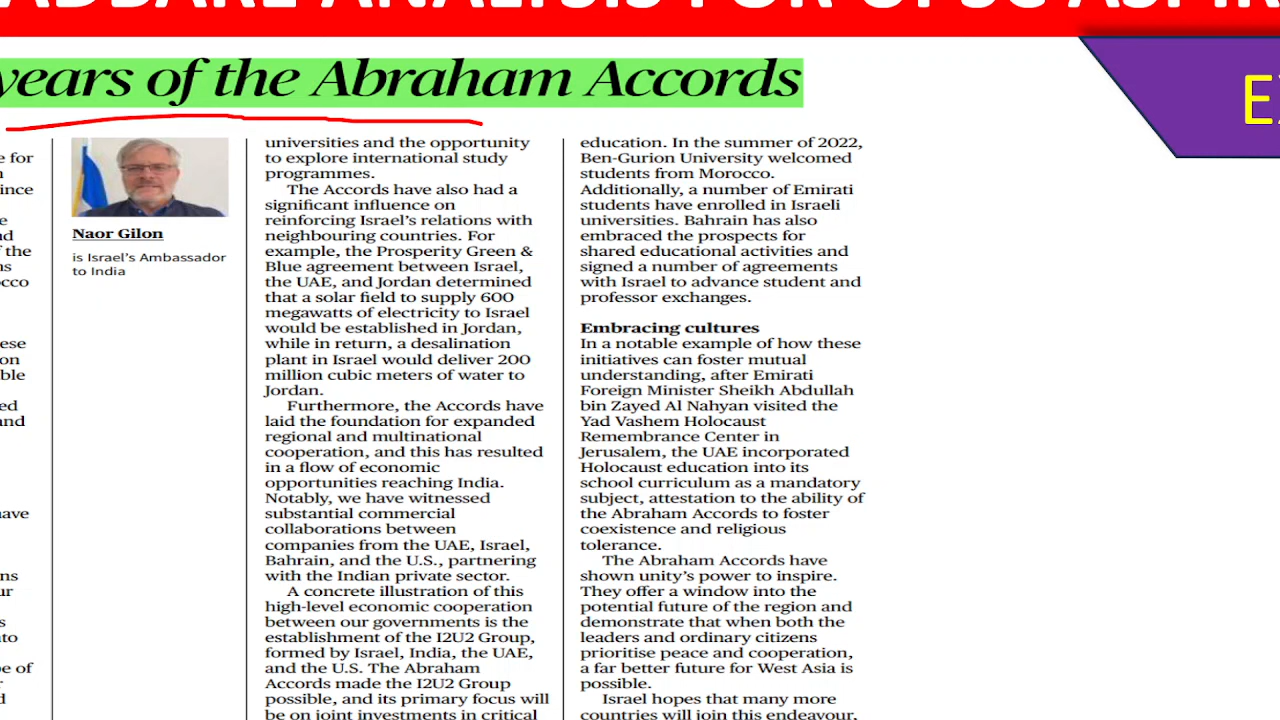 years of the Abraham Accords
e for
ince
e
nd
f the
ns
occo
ese
on
ble
ed
and
ave
ns
ur
s
nto
pe of
r
d
Naor Gilon
is Israel's Ambassador
to India
universities and the opportunity
to explore international study
programmes.
The Accords have also had a
significant influence on
reinforcing Israel's relations with
neighbouring countries. For
example, the Prosperity Green &
Blue agreement between Israel,
the UAE, and Jordan determined
that a solar field to supply 600
megawatts of electricity to Israel
would be established in Jordan,
while in return, a desalination
plant in Israel would deliver 200
million cubic meters of water to
Jordan.
Furthermore, the Accords have
laid the foundation for expanded
regional and multinational
cooperation, and this has resulted
in a flow of economic
opportunities reaching India.
Notably, we have witnessed
substantial commercial
collaborations between
companies from the UAE, Israel,
Bahrain, and the U.S., partnering
with the Indian private sector.
A concrete illustration of this
high-level economic cooperation
between our governments is the
establishment of the I2U2 Group,
formed by Israel, India, the UAE,
and the U.S. The Abraham
Accords made the I2U2 Group
possible, and its primary focus will
be on joint investments in critical
education. In the summer of 2022,
Ben-Gurion University welcomed
students from Morocco.
Additionally, a number of Emirati
students have enrolled in Israeli
universities. Bahrain has also
embraced the prospects for
shared educational activities and
signed a number of agreements
with Israel to advance student and
professor exchanges.
Embracing cultures
In a notable example of how these
initiatives can foster mutual
understanding, after Emirati
Foreign Minister Sheikh Abdullah
bin Zayed Al Nahyan visited the
Yad Vashem Holocaust
Remembrance Center in
Jerusalem, the UAE incorporated
Holocaust education into its
school curriculum as a mandatory
subject, attestation to the ability of
the Abraham Accords to foster
coexistence and religious
tolerance.
The Abraham Accords have
shown unity's power to inspire.
They offer a window into the
potential future of the region and
demonstrate that when both the
leaders and ordinary citizens
prioritise peace and cooperation,
a far better future for West Asia is
possible.
Israel hopes that many more
countries will join this endeavour,